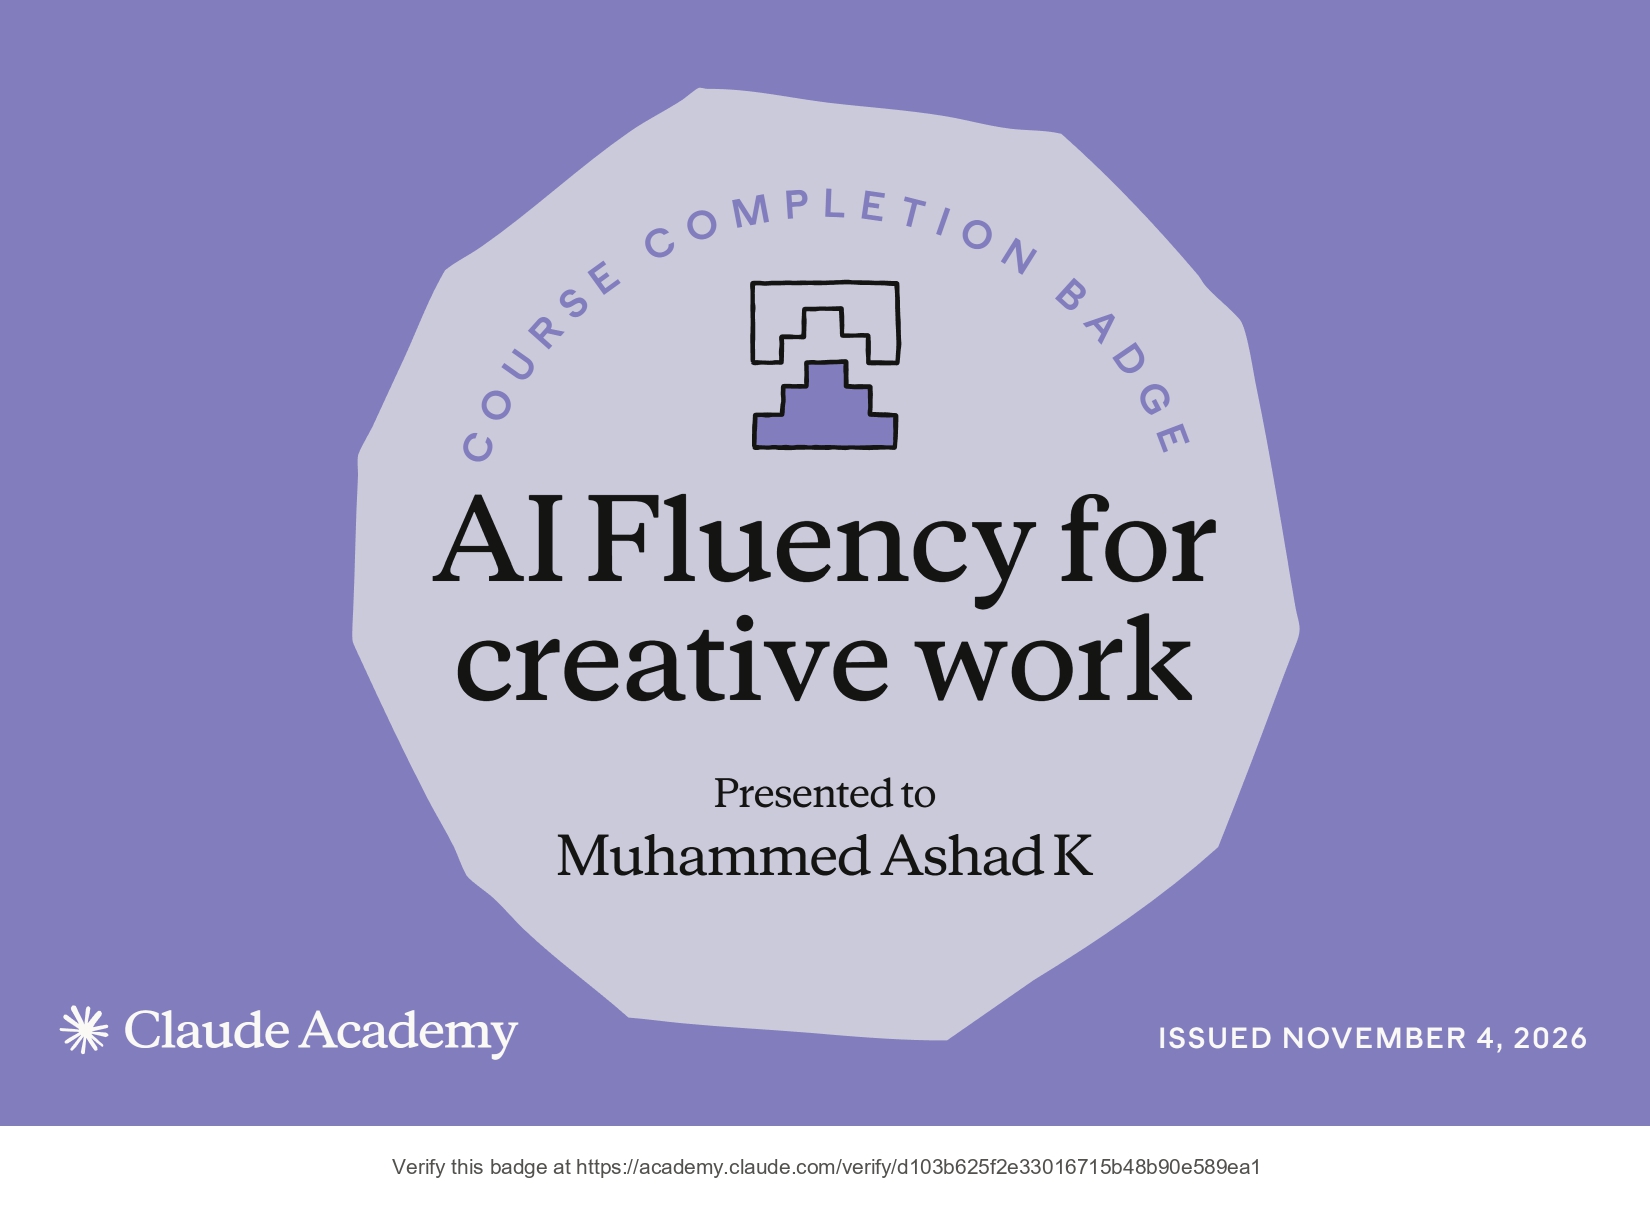 COURSE COMPLETION BADGE
AI Fluency for
creative work
Presented to
Muhammed Ashad K
Claude Academy
ISSUED NOVEMBER 4, 2026
Verify this badge at https://academy.claude.com/verify/d103b625f2e33016715b48b90e589ea1